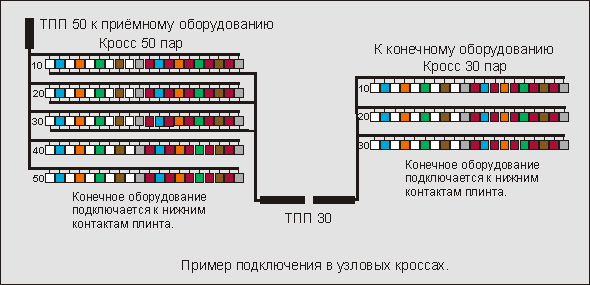 ТПП 50 к приёмному оборудованию
Кросс 50 пар
10
20
30
40
50
Конечное оборудование
подключается к нижним
контактам плинта.
ТПП 30
К конечному оборудованию
Кросс 30 пар
10
20
30
Конечное оборудование
подключается к нижним
контактам плинта.
Пример подключения в узловых кроссах.